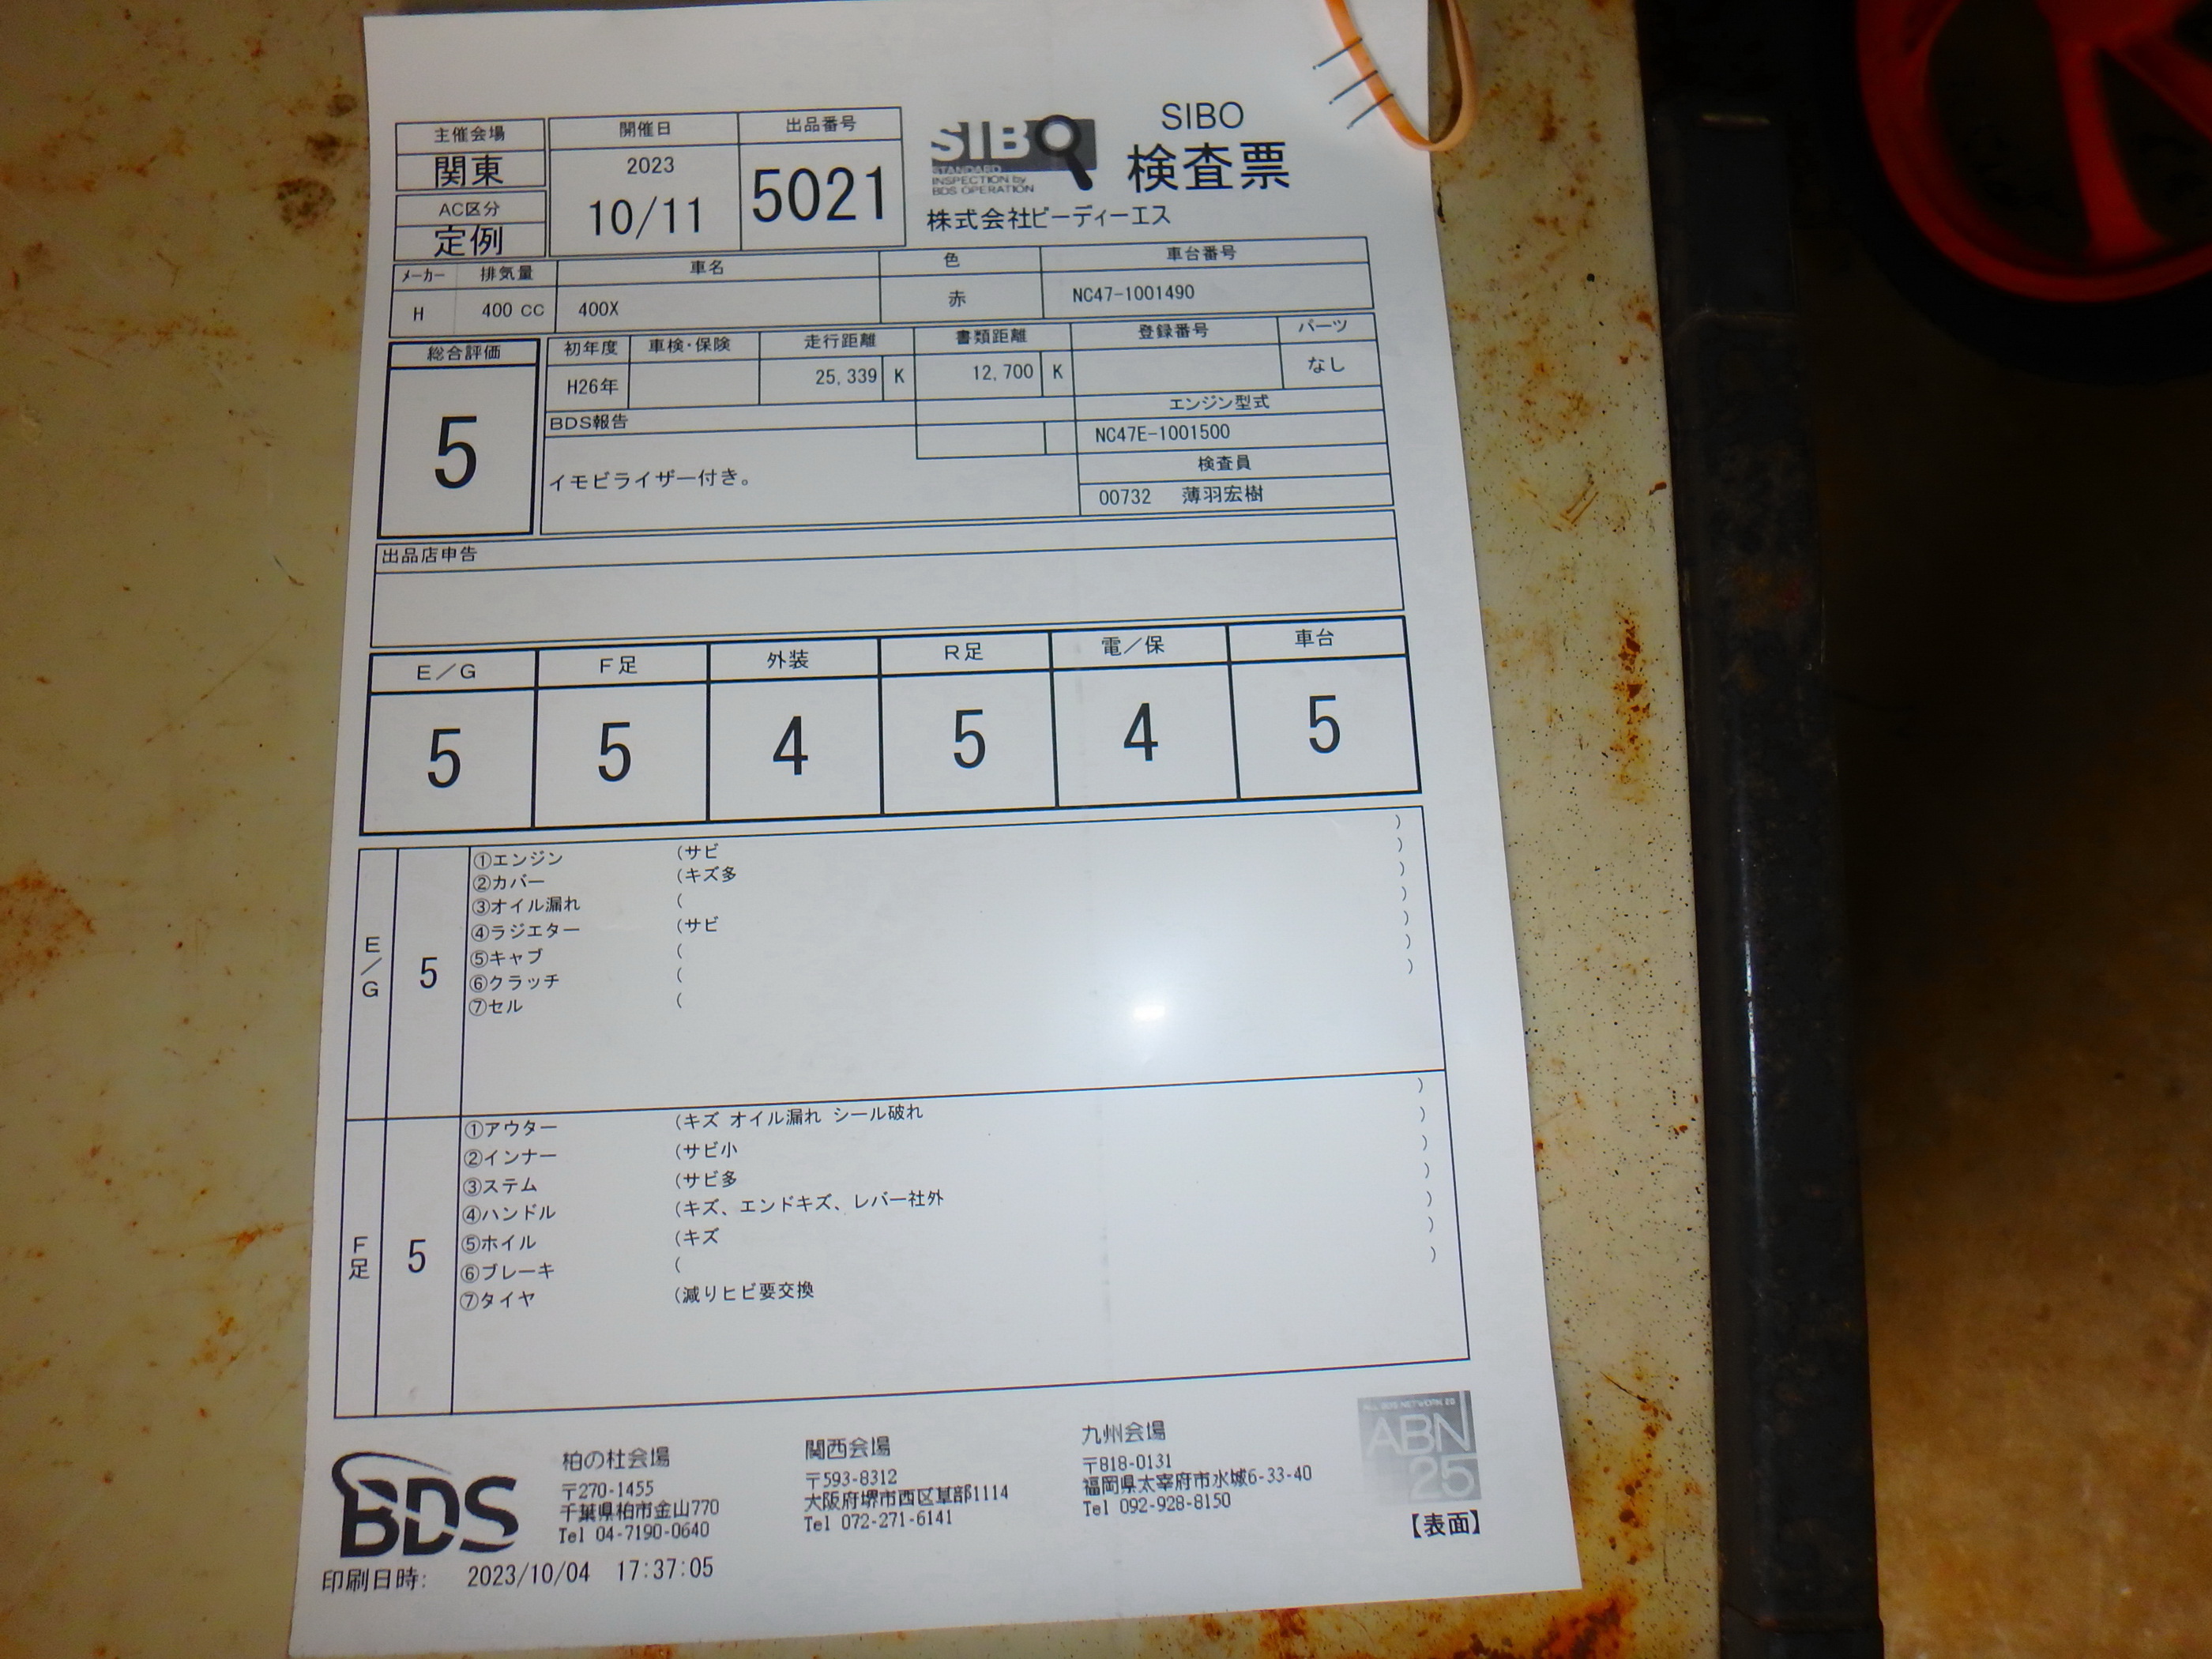 主催会場
関東
AC区分
定例
開催日
2023
10/11
出品番号
5021
SIBO
STANDARD
INSPECTION by
BDS OPERATION
SIBO
検査票
株式会社ビーディーエス
メーカー 排気量 車名 色 車台番号
H 400 CC 400X 赤 NC47-1001490
総合評価
5
初年度 車検・保険 走行距離 書類距離 登録番号 パーツ
H26年 25,339 K 12,700 K なし
BDS報告
イモビライザー付き。
エンジン型式
NC47E-1001500
検査員
00732 薄羽宏樹
出品店申告
E/G F足 外装 R足 電/保 車台
5 5 4 5 4 5
E/G 5
①エンジン (サビ )
②カバー (キズ多 )
③オイル漏れ ( )
④ラジエター (サビ )
⑤キャブ ( )
⑥クラッチ ( )
⑦セル ( )
F足 5
①アウター (キズ オイル漏れ シール破れ )
②インナー (サビ小 )
③ステム (サビ多 )
④ハンドル (キズ、エンドキズ、レバー社外 )
⑤ホイル (キズ )
⑥ブレーキ ( )
⑦タイヤ (減りヒビ要交換 )
BDS
柏の杜会場
〒270-1455
千葉県柏市金山770
Tel 04-7190-0640
関西会場
〒593-8312
大阪府堺市西区草部1114
Tel 072-271-6141
九州会場
〒818-0131
福岡県太宰府市水城6-33-40
Tel 092-928-8150
ALL BDS NETWORK 25
ABN
25
【表面】
印刷日時: 2023/10/04 17:37:05